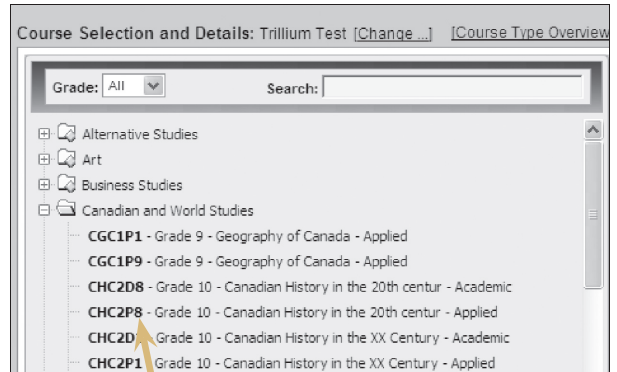 Course Selection and Details: Trillium Test [Change ...] [Course Type Overview
Grade: All Search:
Alternative Studies
Art
Business Studies
Canadian and World Studies
CGC1P1 - Grade 9 - Geography of Canada - Applied
CGC1P9 - Grade 9 - Geography of Canada - Applied
CHC2D8 - Grade 10 - Canadian History in the 20th centur - Academic
CHC2P8 - Grade 10 - Canadian History in the 20th centur - Applied
- Grade 10 - Canadian History in the XX Century - Academic
CHC2P1 - Grade 10 - Canadian History in the XX Century - Applied